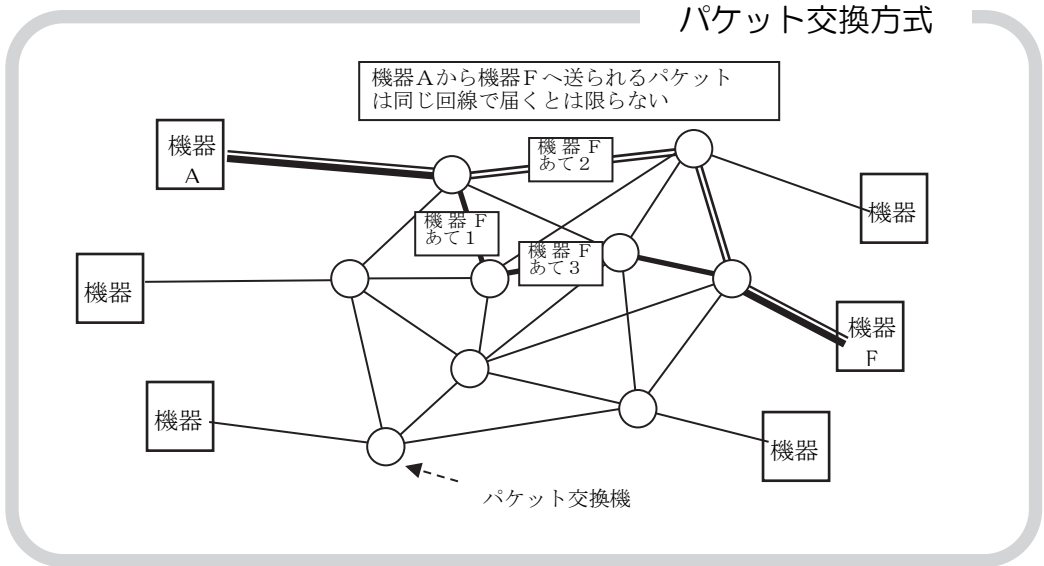 パケット交換方式
機器Aから機器Fへ送られるパケット
は同じ回線で届くとは限らない
機器
A
機器F
あて2
機器
機器F
あて1
機器F
あて3
機器
機器
F
機器
機器
パケット交換機